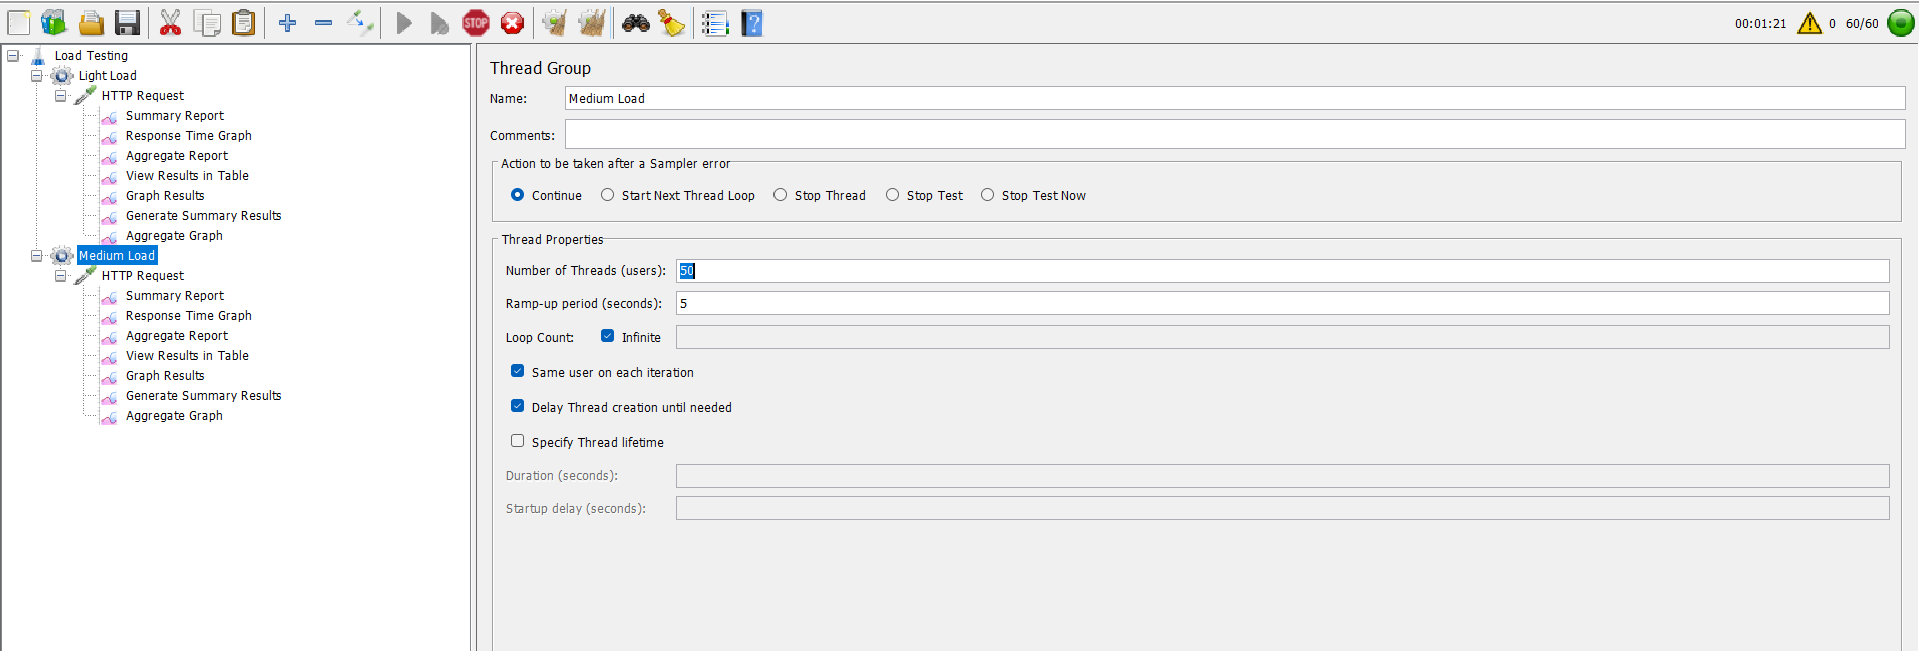 STOP
00:01:21 0 60/60
Load Testing
Light Load
HTTP Request
Summary Report
Response Time Graph
Aggregate Report
View Results in Table
Graph Results
Generate Summary Results
Aggregate Graph
Medium Load
HTTP Request
Summary Report
Response Time Graph
Aggregate Report
View Results in Table
Graph Results
Generate Summary Results
Aggregate Graph
Thread Group
Name: Medium Load
Comments:
Action to be taken after a Sampler error
Continue Start Next Thread Loop Stop Thread Stop Test Stop Test Now
Thread Properties
Number of Threads (users): 50
Ramp-up period (seconds): 5
Loop Count: Infinite
Same user on each iteration
Delay Thread creation until needed
Specify Thread lifetime
Duration (seconds):
Startup delay (seconds):